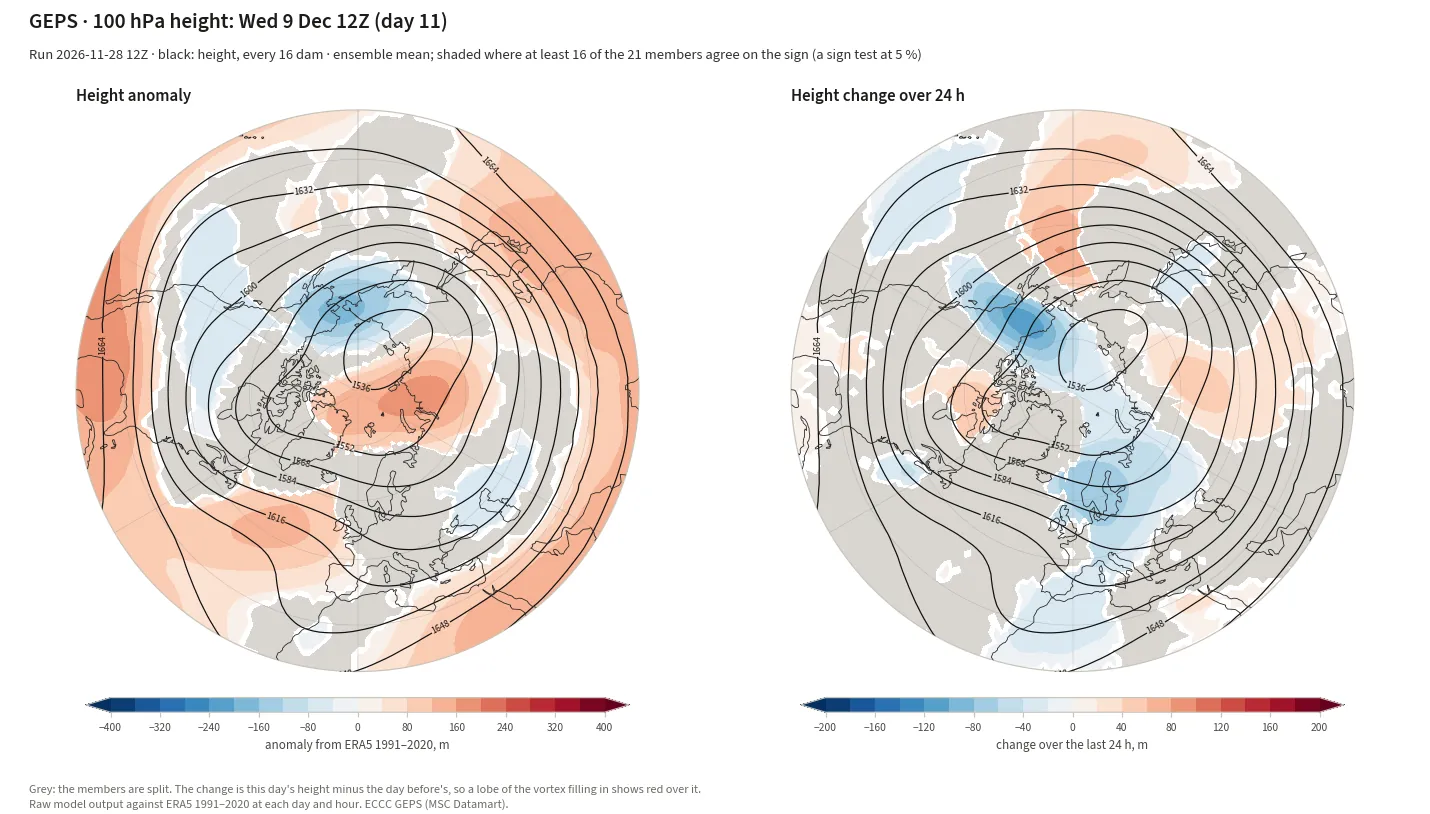 GEPS · 100 hPa height: Wed 9 Dec 12Z (day 11)
Run 2026-11-28 12Z · black: height, every 16 dam · ensemble mean; shaded where at least 16 of the 21 members agree on the sign (a sign test at 5 %)
Height anomaly
Height change over 24 h
1664
1632
1600
1664
1536
1552
1568
1584
1616
1648
1664
1632
1600
1664
1536
1552
1568
1584
1616
1648
−400 −320 −240 −160 −80 0 80 160 240 320 400
anomaly from ERA5 1991–2020, m
−200 −160 −120 −80 −40 0 40 80 120 160 200
change over the last 24 h, m
Grey: the members are split. The change is this day's height minus the day before's, so a lobe of the vortex filling in shows red over it.
Raw model output against ERA5 1991–2020 at each day and hour. ECCC GEPS (MSC Datamart).